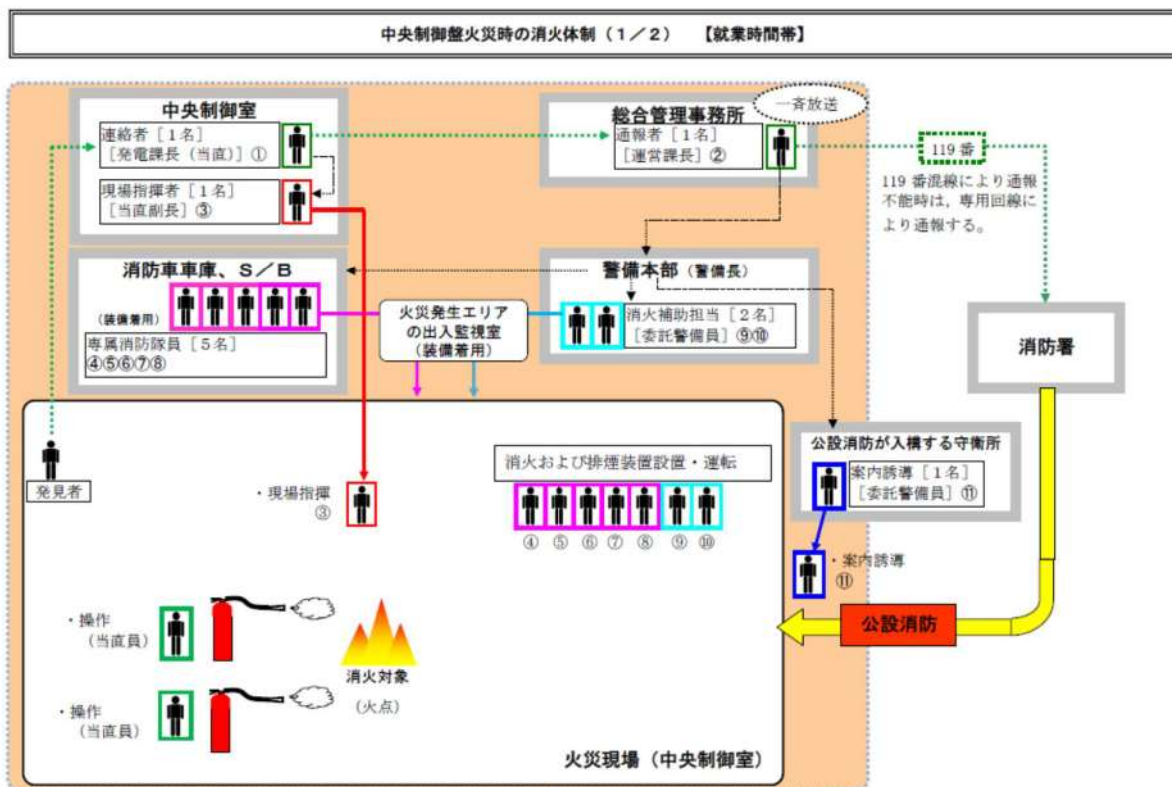 中央制御盤火災時の消火体制（１／２）　【就業時間帯】
中央制御室
連絡者［１名］
［発電課長（当直）］①
現場指揮者［１名］
［当直副長］③
総合管理事務所
一斉放送
通報者［１名］
［運営課長］②
119 番
119 番混線により通報
不能時は，専用回線に
より通報する。
消防車車庫、Ｓ／Ｂ
（装備着用）
専属消防隊員［５名］
④⑤⑥⑦⑧
火災発生エリア
の出入監視室
（装備着用）
警備本部（警備長）
消火補助担当［２名］
［委託警備員］⑨⑩
消防署
公設消防が入構する守衛所
案内誘導［１名］
［委託警備員］⑪
・案内誘導
⑪
公設消防
発見者
・現場指揮
③
消火および排煙装置設置・運転
④ ⑤ ⑥ ⑦ ⑧ ⑨ ⑩
・操作
（当直員）
・操作
（当直員）
消火対象
（火点）
火災現場（中央制御室）